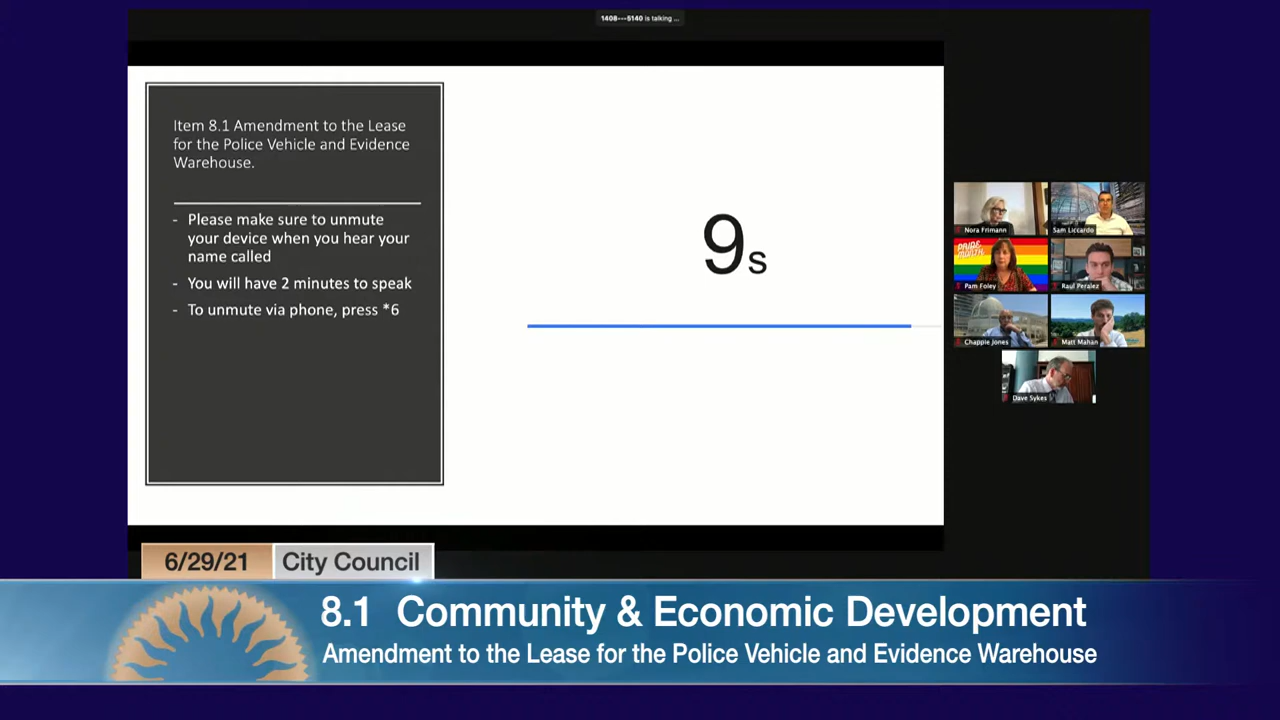 1408---5140 is talking ...
Item 8.1 Amendment to the Lease
for the Police Vehicle and Evidence
Warehouse.
- Please make sure to unmute
your device when you hear your
name called
- You will have 2 minutes to speak
- To unmute via phone, press *6
9s
Nora Frimann
Sam Liccardo
PRIDE
MONTH
Pam Foley
Raul Peralez
Chappie Jones
Matt Mahan
Dave Sykes
6/29/21 City Council
8.1 Community & Economic Development
Amendment to the Lease for the Police Vehicle and Evidence Warehouse